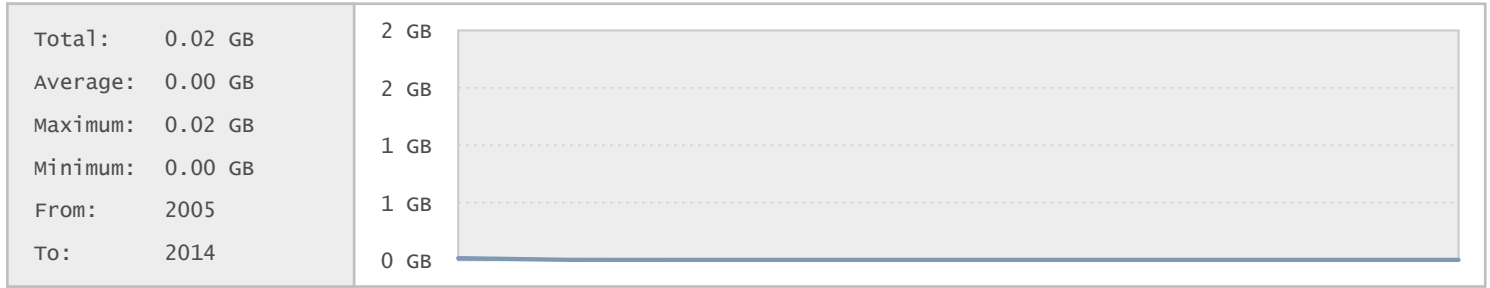 Total: 0.02 GB
Average: 0.00 GB
Maximum: 0.02 GB
Minimum: 0.00 GB
From: 2005
To: 2014
2 GB
2 GB
1 GB
1 GB
0 GB